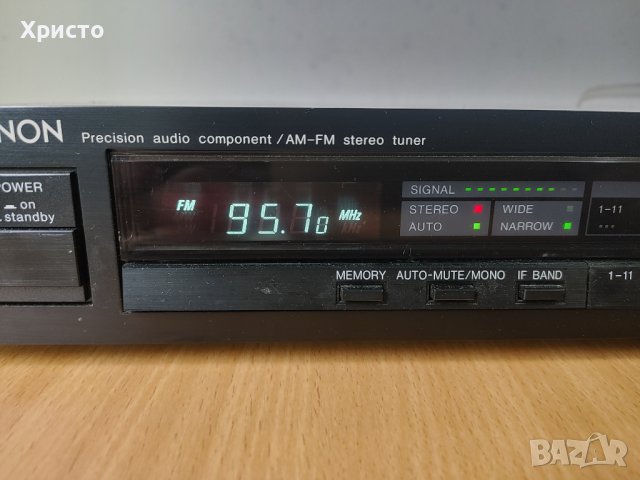 Христо
NON
Precision audio component / AM-FM stereo tuner
POWER
on
standby
FM 95.70 MHz
SIGNAL
STEREO
AUTO
WIDE
NARROW
1-11
MEMORY
AUTO-MUTE/MONO
IF BAND
1-11
BAZAR